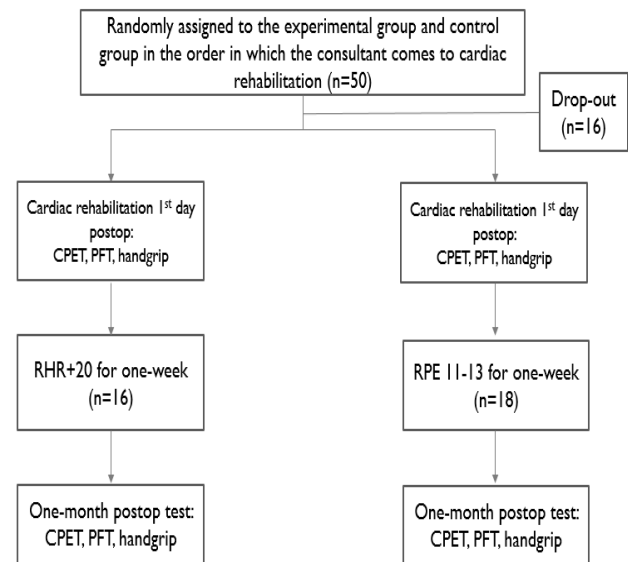 Randomly assigned to the experimental group and control
group in the order in which the consultant comes to cardiac
rehabilitation (n=50)
Drop-out
(n=16)
Cardiac rehabilitation 1st day
postop:
CPET, PFT, handgrip
Cardiac rehabilitation 1st day
postop:
CPET, PFT, handgrip
RHR+20 for one-week
(n=16)
RPE 11-13 for one-week
(n=18)
One-month postop test:
CPET, PFT, handgrip
One-month postop test:
CPET, PFT, handgrip